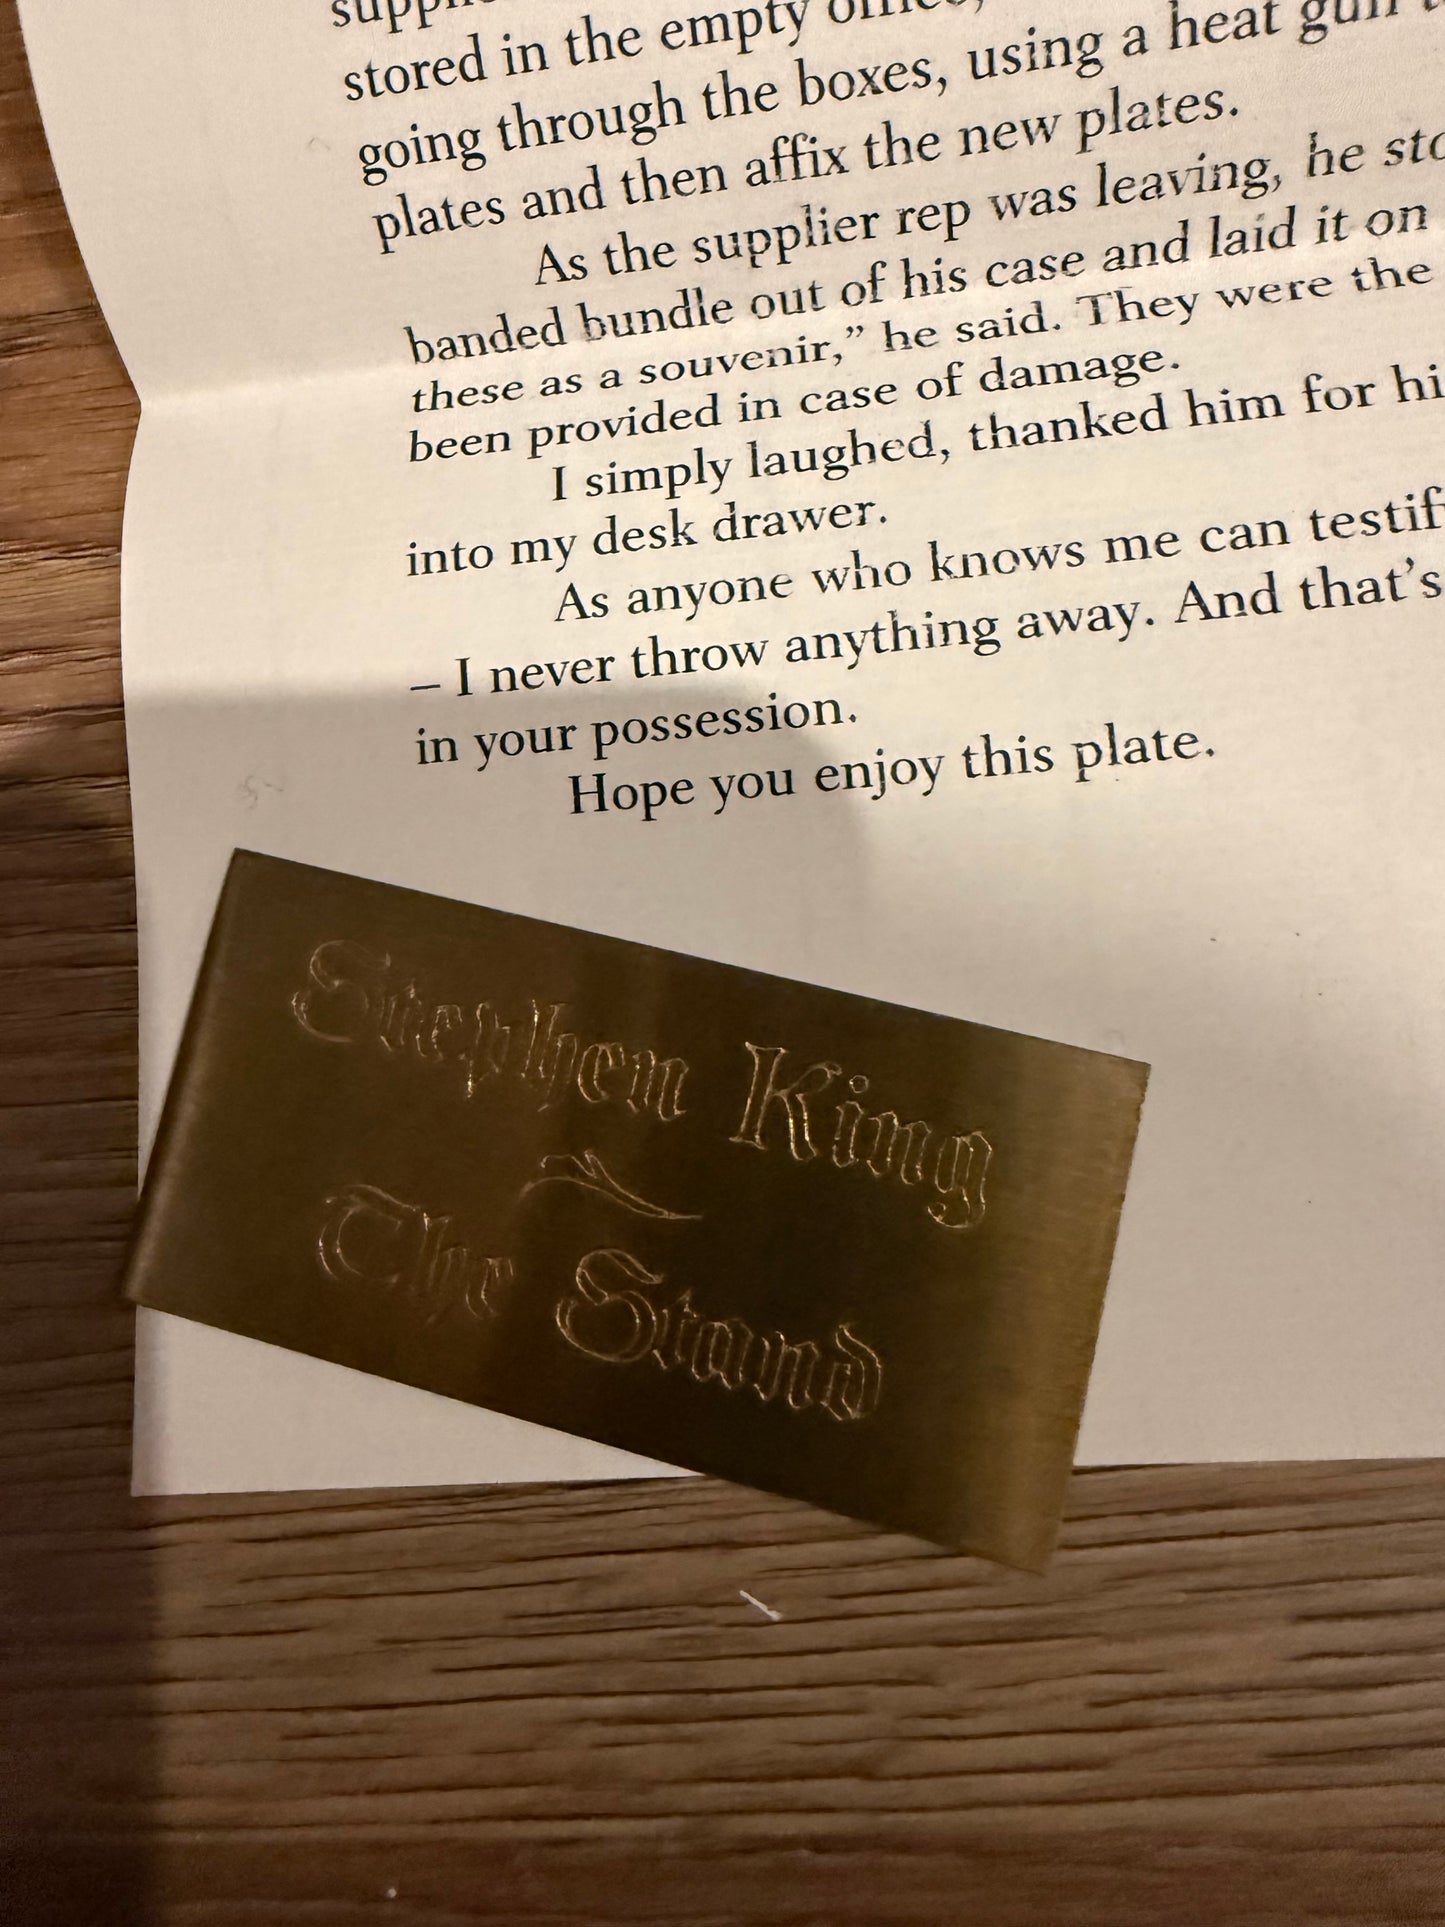 stored in the empty
going through the boxes, using a heat gun
plates and then affix the new plates.
As the supplier rep was leaving, he
banded bundle out of his case and laid it on
these as a souvenir,” he said. They were the
been provided in case of damage.
I simply laughed, thanked him for
into my desk drawer.
As anyone who knows me can
– I never throw anything away. And that’s
in your possession.
Hope you enjoy this plate.
Stephen King
The Stand